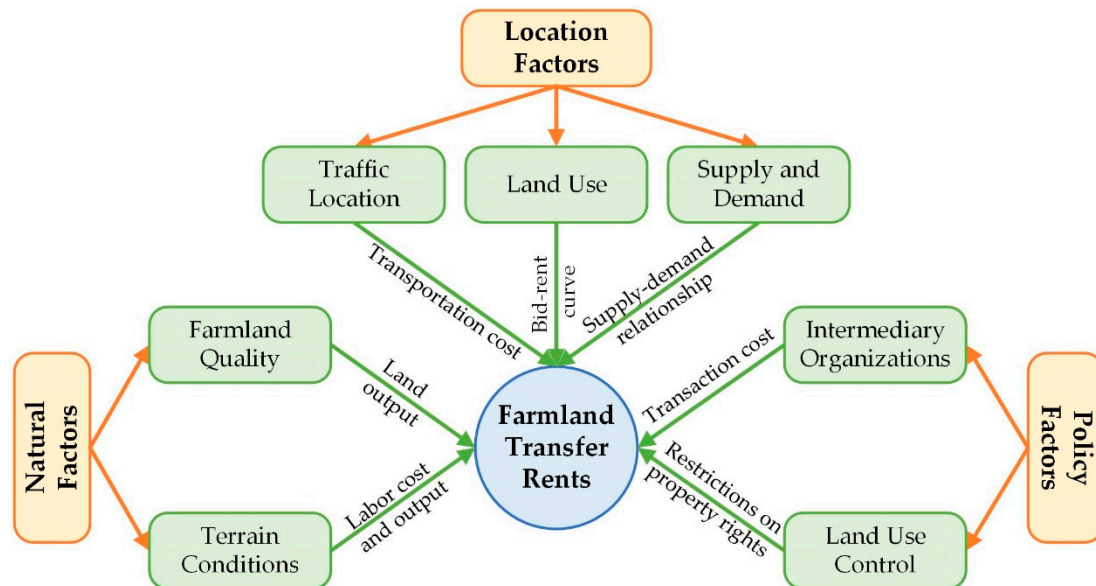 Location
Factors
Traffic
Location
Land Use
Supply and
Demand
Transportation cost
Bid-rent
curve
Supply-demand
relationship
Natural
Factors
Farmland
Quality
Land
output
Terrain
Conditions
Labor cost
and output
Farmland
Transfer
Rents
Intermediary
Organizations
Transaction cost
Restrictions on
property rights
Land Use
Control
Policy
Factors